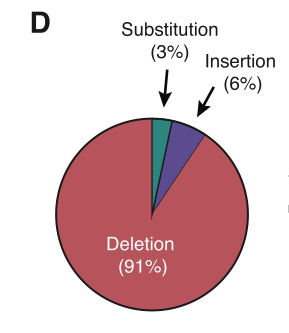 D
Substitution
(3%)
Insertion
(6%)
Deletion
(91%)